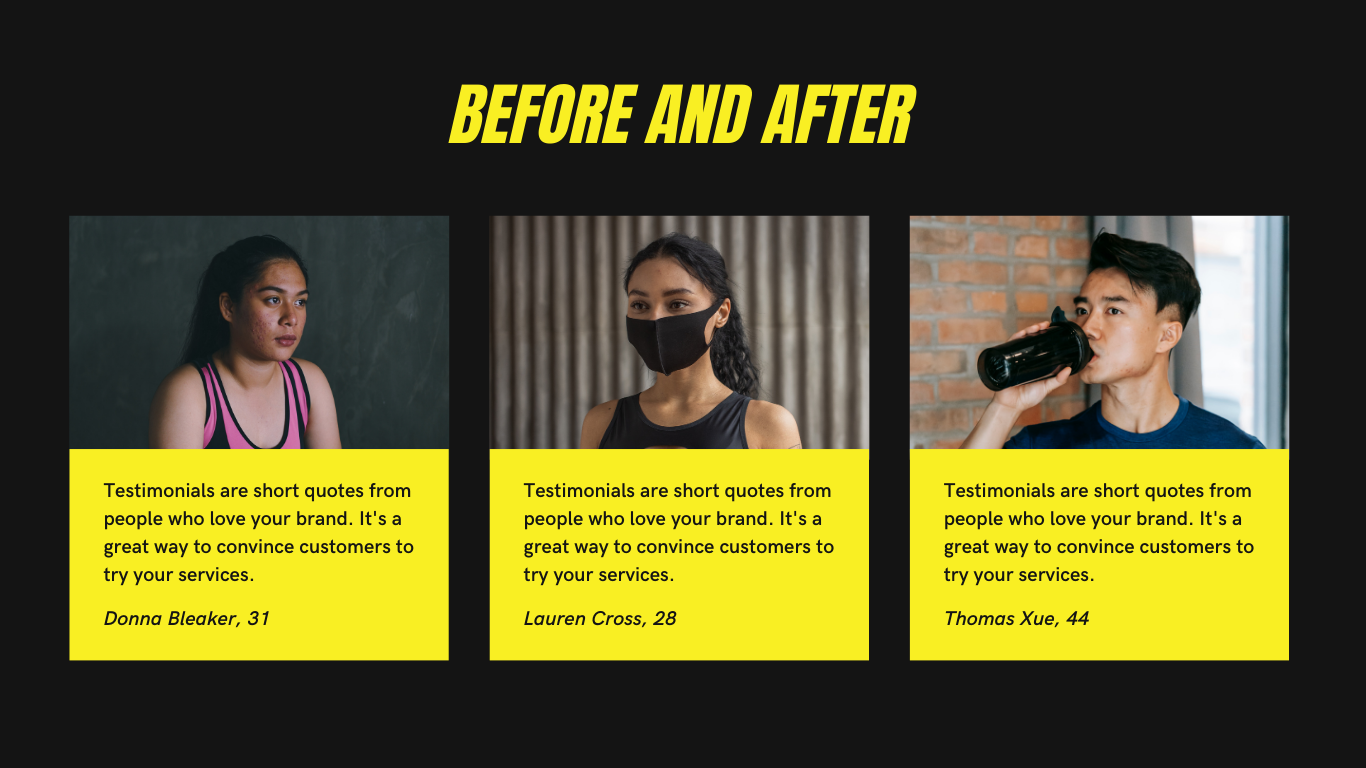 BEFORE AND AFTER
Testimonials are short quotes from
people who love your brand. It's a
great way to convince customers to
try your services.
Donna Bleaker, 31
Testimonials are short quotes from
people who love your brand. It's a
great way to convince customers to
try your services.
Lauren Cross, 28
Testimonials are short quotes from
people who love your brand. It's a
great way to convince customers to
try your services.
Thomas Xue, 44